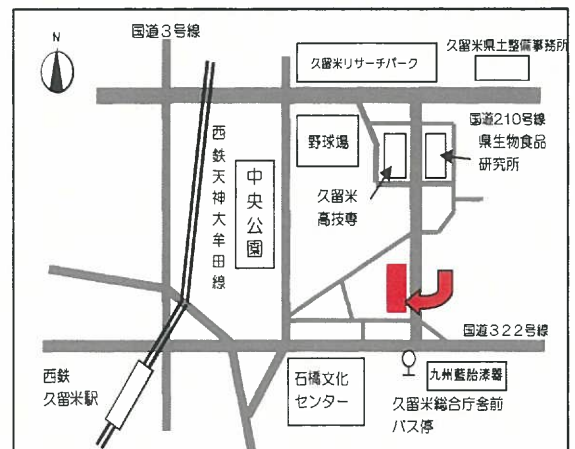 国道3号線
N
久留米リサーチパーク
久留米県土整備事務所
国道210号線
野球場
県生物食品
研究所
久留米
高技専
西鉄天神大牟田線
中央公園
国道322号線
西鉄
久留米駅
石橋文化
センター
九州藍胎漆器
久留米総合庁舎前
バス停